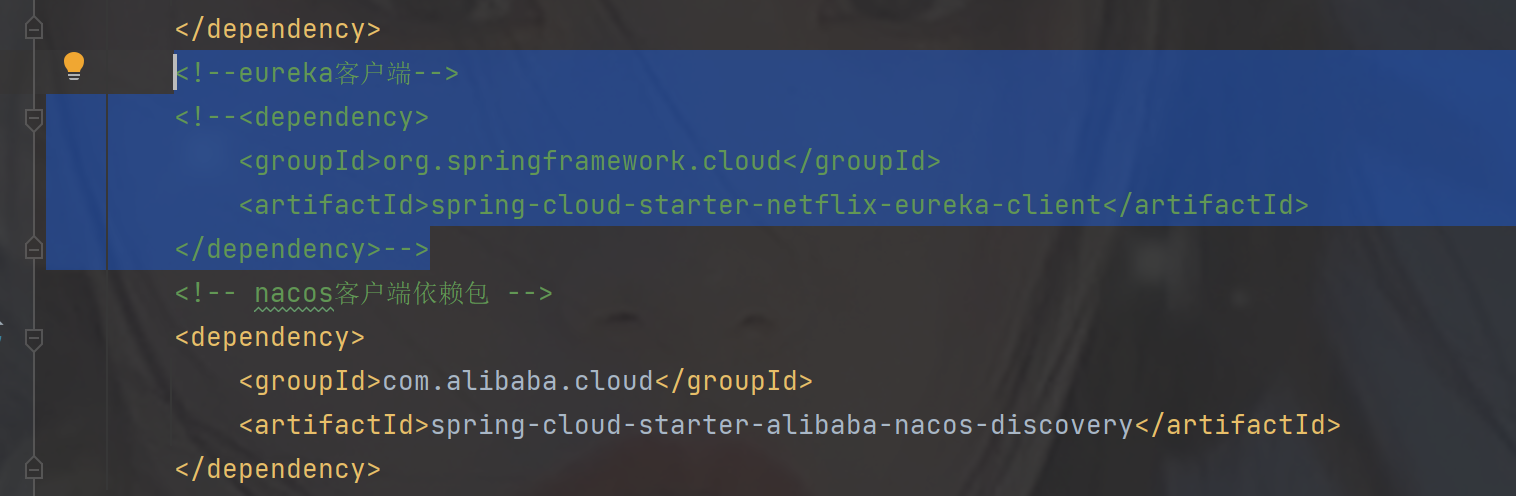 </dependency>
<!--eureka客户端-->
<!--<dependency>
<groupId>org.springframework.cloud</groupId>
<artifactId>spring-cloud-starter-netflix-eureka-client</artifactId>
</dependency>-->
<!-- nacos客户端依赖包 -->
<dependency>
<groupId>com.alibaba.cloud</groupId>
<artifactId>spring-cloud-starter-alibaba-nacos-discovery</artifactId>
</dependency>